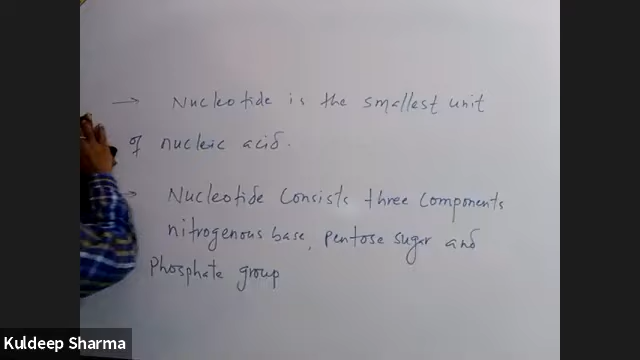 → Nucleotide is the smallest unit
of nucleic acid.
→ Nucleotide Consists three Components
nitrogenous base, pentose sugar and
Phosphate group
Kuldeep Sharma